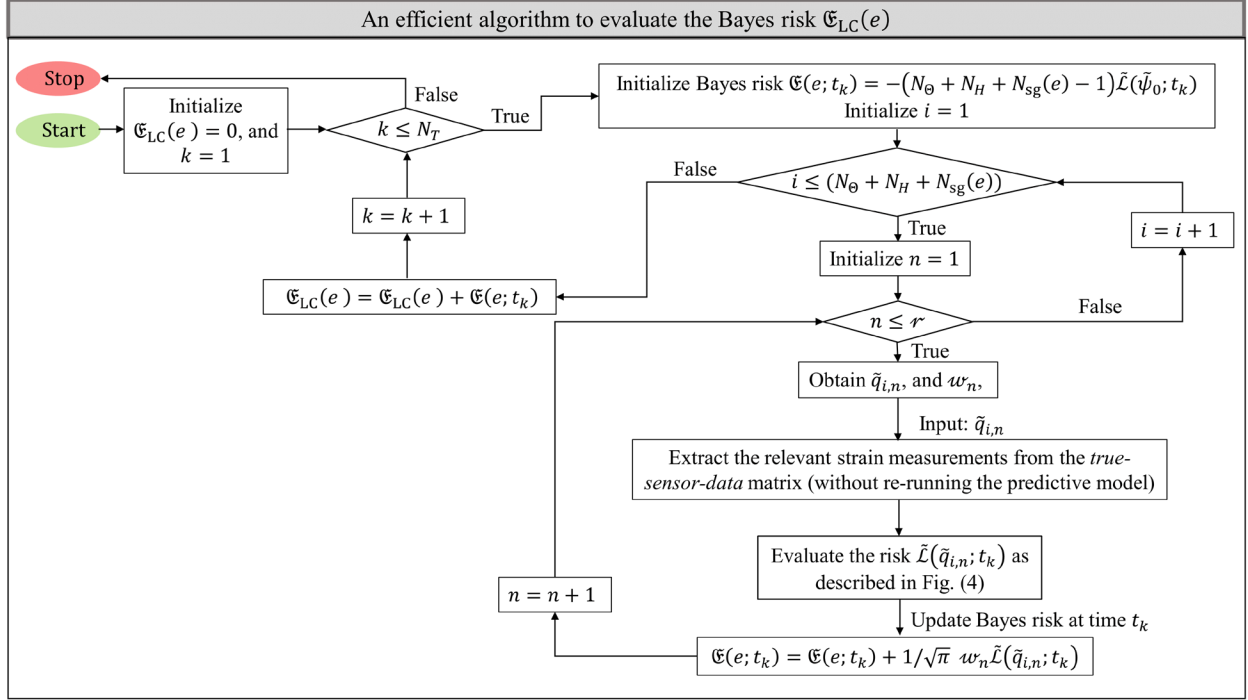 An efficient algorithm to evaluate the Bayes risk 𝔈_LC(e)
Stop
Start
Initialize
𝔈_LC(e) = 0, and
k = 1
k ≤ N_T
False
True
Initialize Bayes risk 𝔈(e; t_k) = −(N_Θ + N_H + N_sg(e) − 1)ℒ̃(ψ̃_0; t_k)
Initialize i = 1
i ≤ (N_Θ + N_H + N_sg(e))
False
True
k = k + 1
𝔈_LC(e) = 𝔈_LC(e) + 𝔈(e; t_k)
i = i + 1
Initialize n = 1
n ≤ 𝓇
False
True
Obtain q̃_{i,n}, and 𝓌_n,
Input: q̃_{i,n}
Extract the relevant strain measurements from the true-
sensor-data matrix (without re-running the predictive model)
Evaluate the risk ℒ̃(q̃_{i,n}; t_k) as
described in Fig. (4)
n = n + 1
Update Bayes risk at time t_k
𝔈(e; t_k) = 𝔈(e; t_k) + 1/√π 𝓌_n ℒ̃(q̃_{i,n}; t_k)